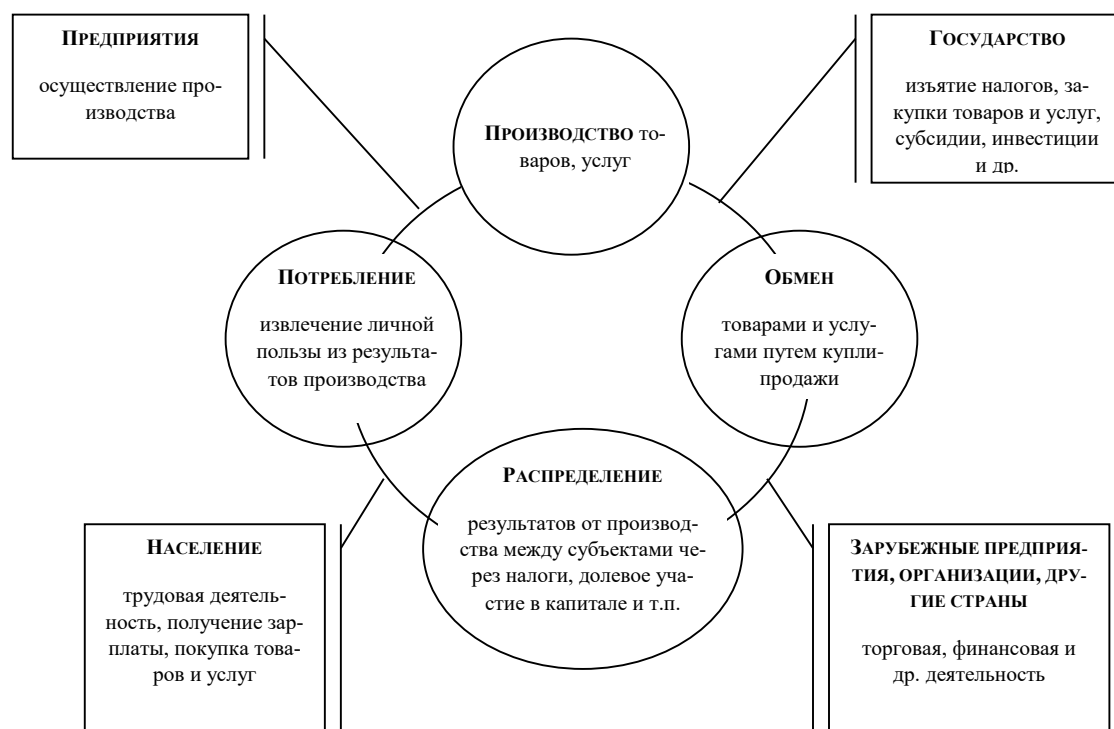 ПРЕДПРИЯТИЯ
осуществление про-
изводства
ПРОИЗВОДСТВО то-
варов, услуг
ГОСУДАРСТВО
изъятие налогов, за-
купки товаров и услуг,
субсидии, инвестиции
и др.
ПОТРЕБЛЕНИЕ
извлечение личной
пользы из результа-
тов производства
ОБМЕН
товарами и услу-
гами путем купли-
продажи
РАСПРЕДЕЛЕНИЕ
результатов от производ-
ства между субъектами че-
рез налоги, долевое уча-
стие в капитале и т.п.
НАСЕЛЕНИЕ
трудовая деятель-
ность, получение зар-
платы, покупка това-
ров и услуг
ЗАРУБЕЖНЫЕ ПРЕДПРИЯ-
ТИЯ, ОРГАНИЗАЦИИ, ДРУ-
ГИЕ СТРАНЫ
торговая, финансовая и
др. деятельность